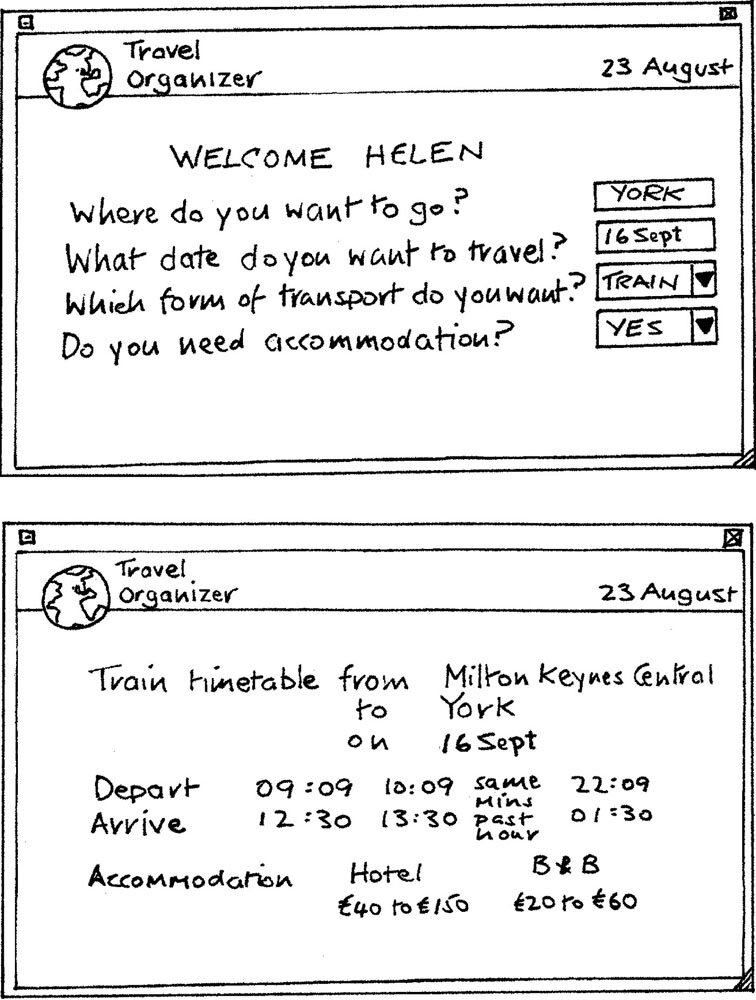 Travel
Organizer
23 August
WELCOME HELEN
Where do you want to go? YORK
What date do you want to travel? 16 Sept
Which form of transport do you want? TRAIN
Do you need accommodation? YES
Travel
Organizer
23 August
Train timetable from Milton Keynes Central
to York
on 16 Sept
Depart 09:09 10:09 same mins past hour 22:09
Arrive 12:30 13:30 01:30
Accommodation Hotel B & B
£40 to £150 £20 to £60